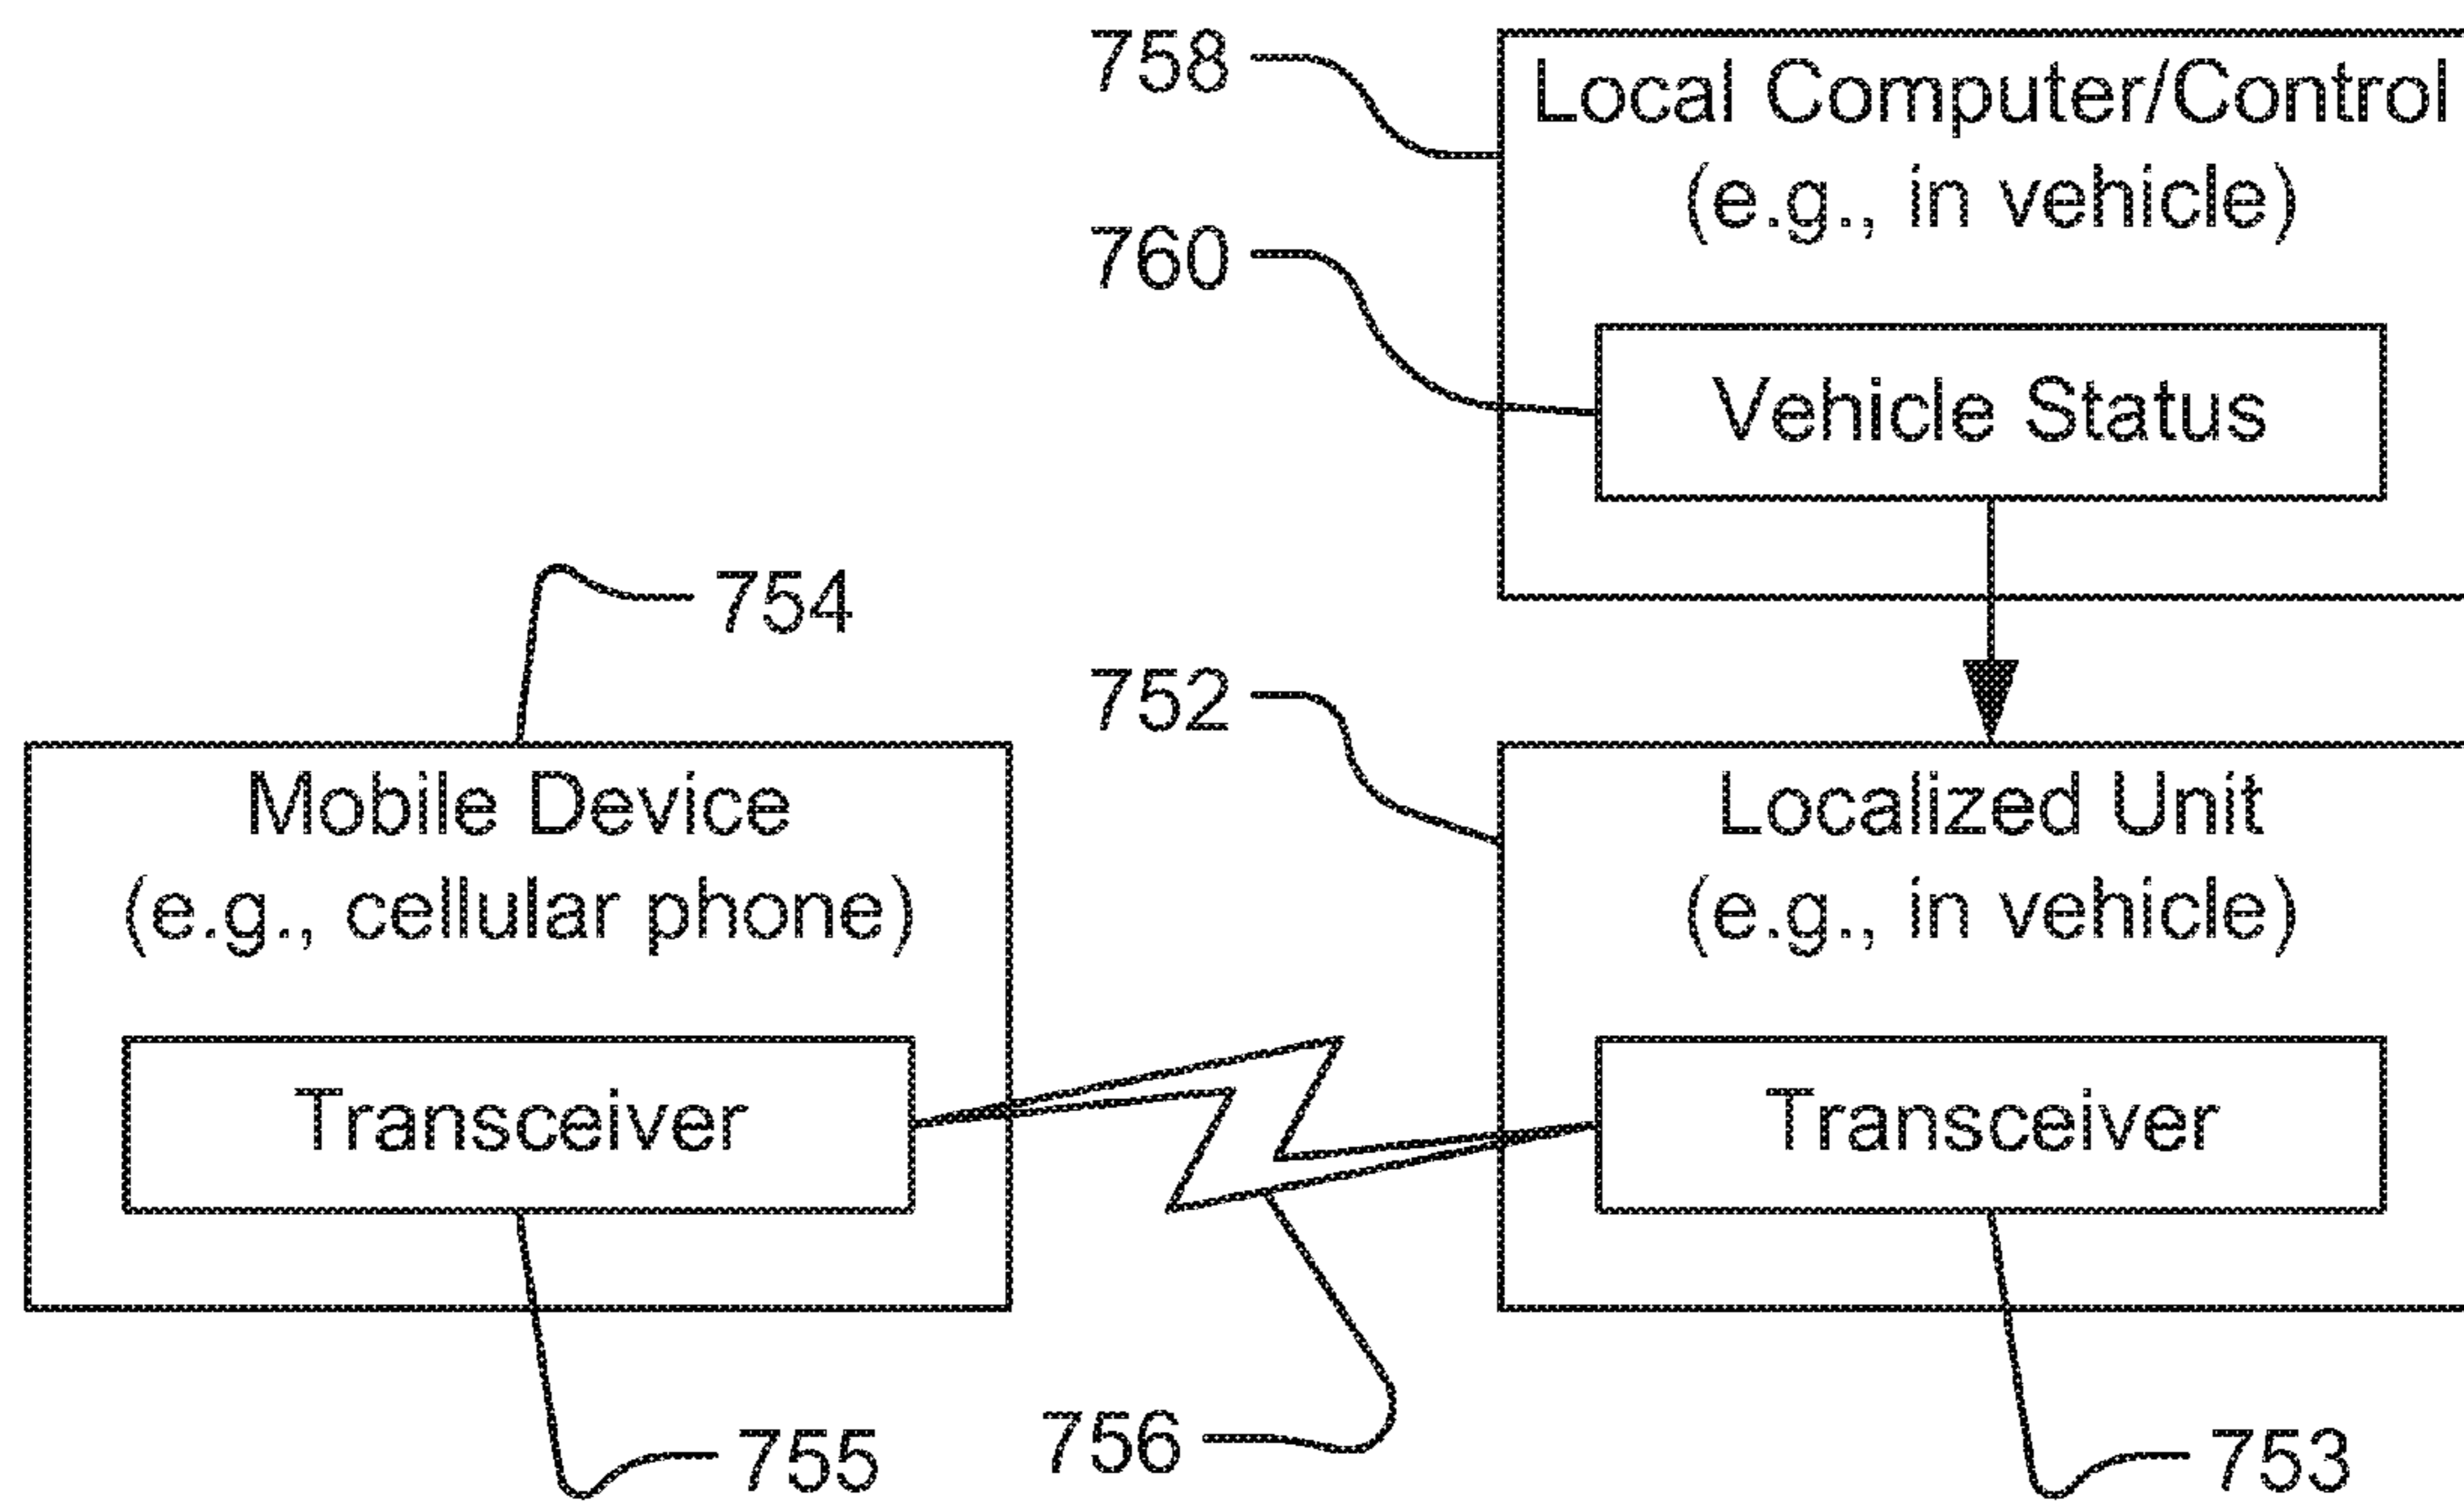 758
Local Computer/Control
(e.g., in vehicle)
760
Vehicle Status
754
752
Mobile Device
(e.g., cellular phone)
Localized Unit
(e.g., in vehicle)
Transceiver
Transceiver
755
756
753